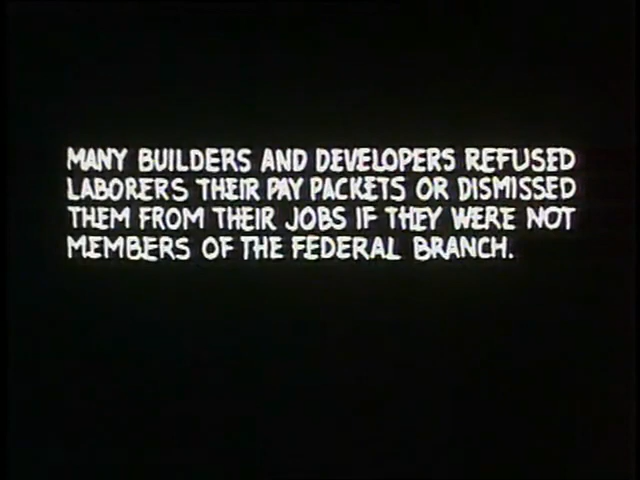 MANY BUILDERS AND DEVELOPERS REFUSED
LABORERS THEIR PAY PACKETS OR DISMISSED
THEM FROM THEIR JOBS IF THEY WERE NOT
MEMBERS OF THE FEDERAL BRANCH.